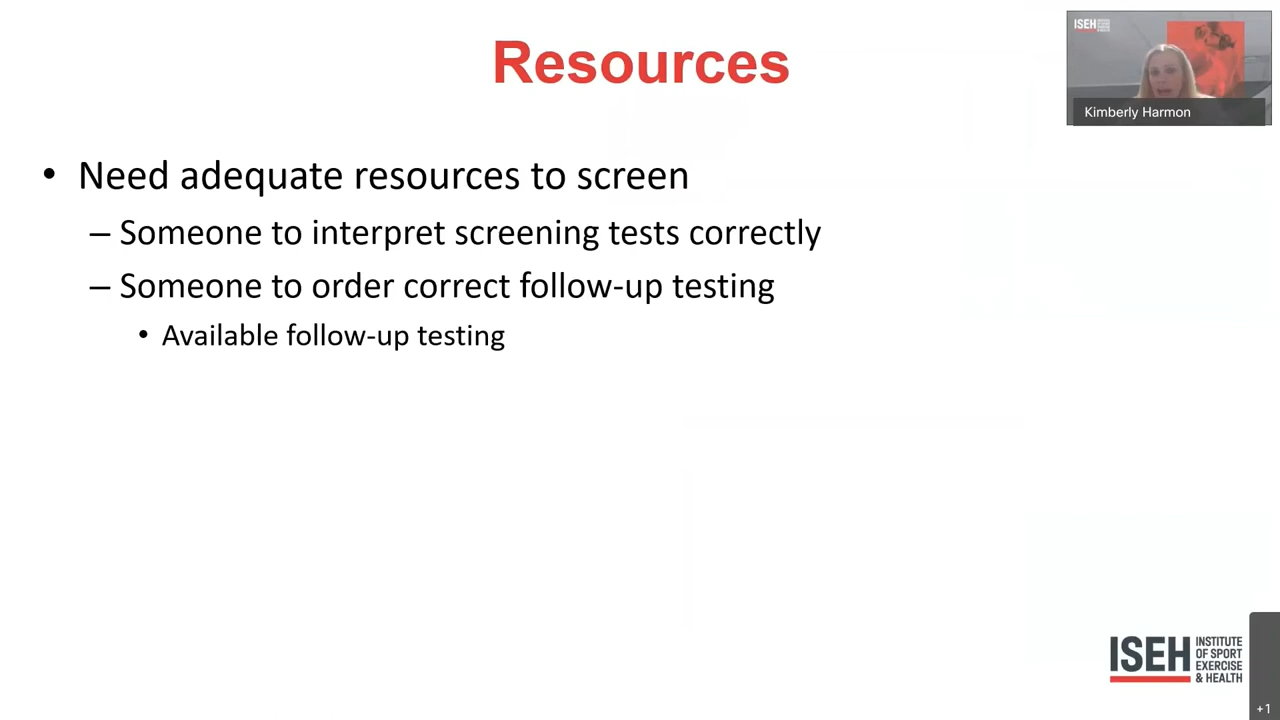 Resources
ISEH
Kimberly Harmon
• Need adequate resources to screen
– Someone to interpret screening tests correctly
– Someone to order correct follow-up testing
• Available follow-up testing
ISEH
INSTITUTE
OF SPORT
EXERCISE
& HEALTH
+1